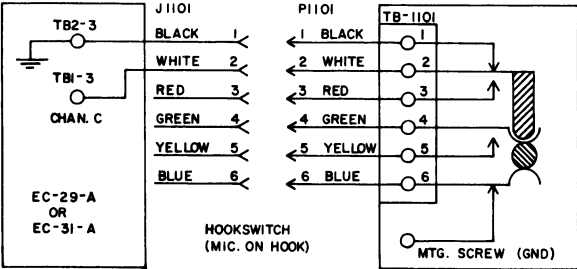 J1101 P1101
TB-1101
TB2-3
BLACK 1 1 BLACK 1
WHITE 2 2 WHITE 2
TB1-3
RED 3 3 RED 3
CHAN. C
GREEN 4 4 GREEN 4
YELLOW 5 5 YELLOW 5
BLUE 6 6 BLUE 6
EC-29-A
OR
EC-31-A
HOOKSWITCH
(MIC. ON HOOK)
MTG. SCREW (GND)